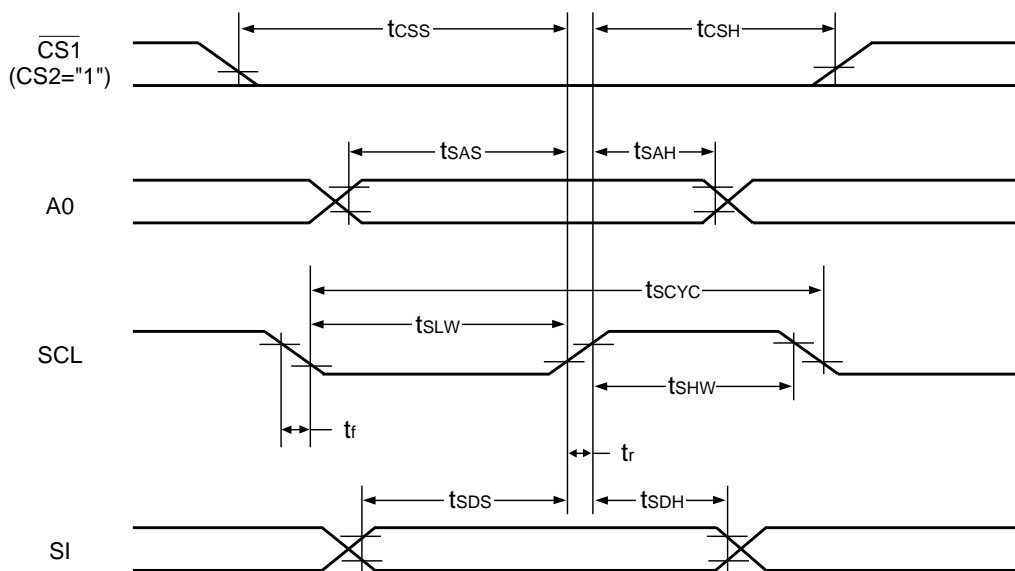 tCSS
tCSH
CS1
(CS2="1")
tSAS
tSAH
A0
tSCYC
tSLW
SCL
tSHW
tf
tr
tSDS
tSDH
SI